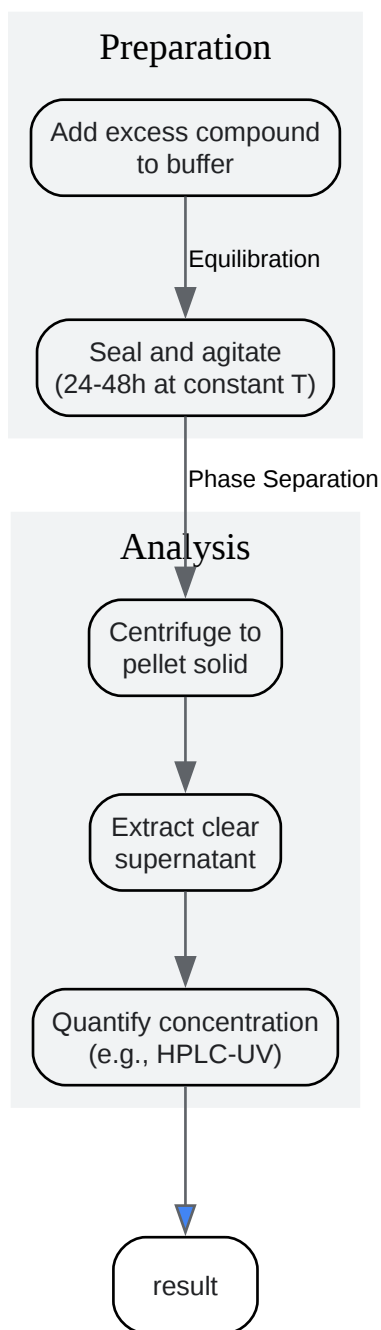 Preparation
Add excess compound
to buffer
Equilibration
Seal and agitate
(24-48h at constant T)
Phase Separation
Analysis
Centrifuge to
pellet solid
Extract clear
supernatant
Quantify concentration
(e.g., HPLC-UV)
result